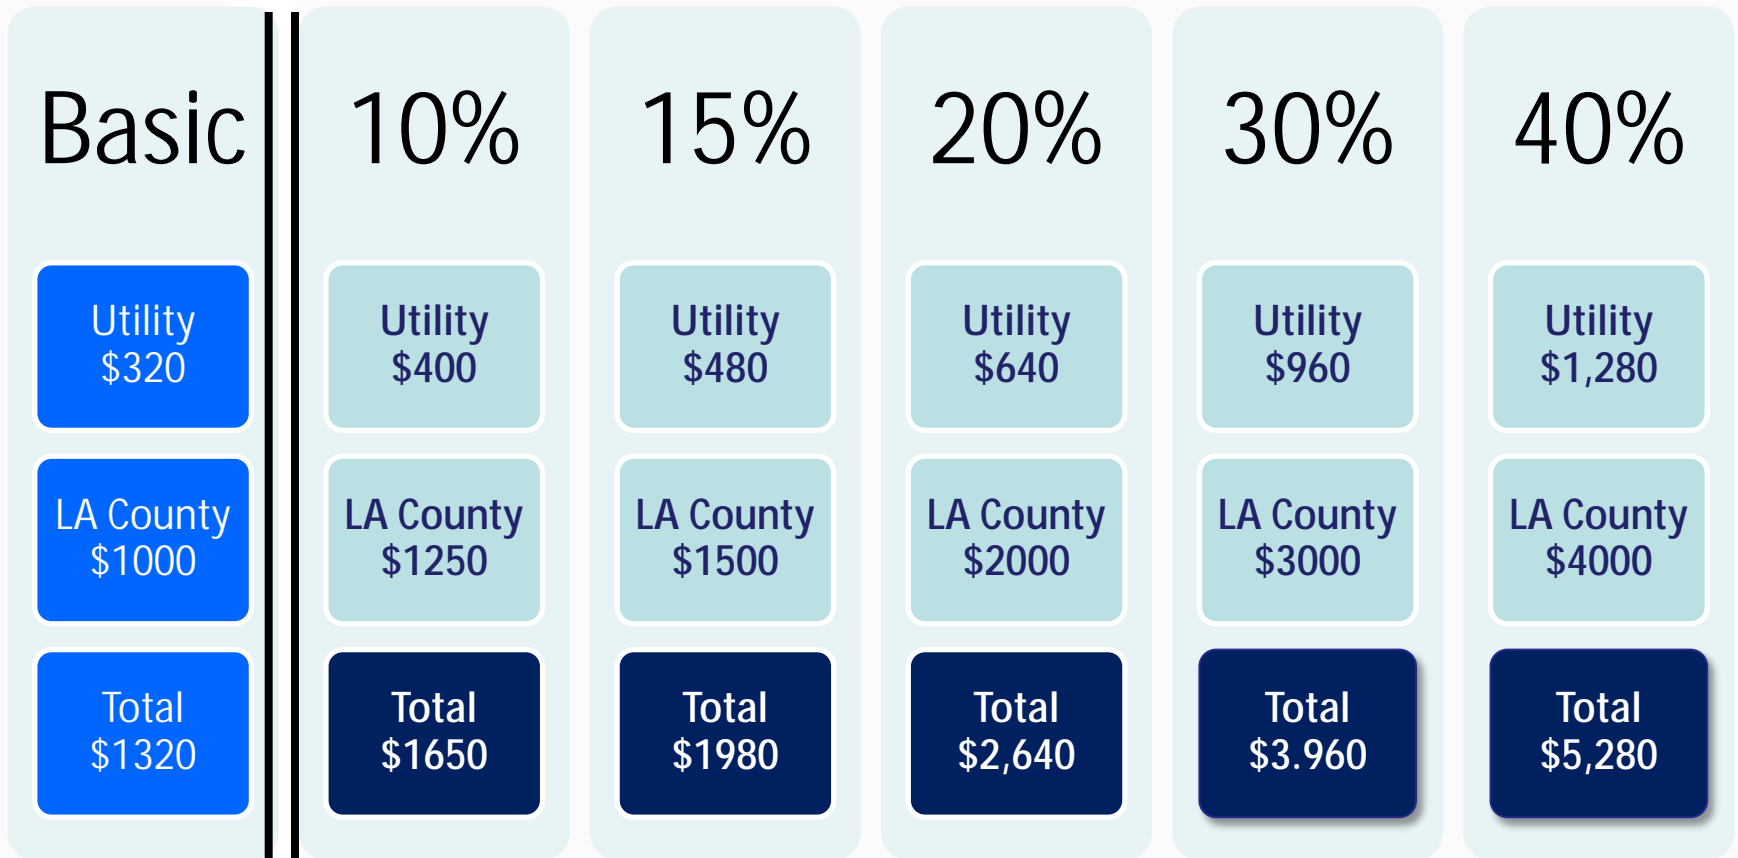 Basic
Utility
$320
LA County
$1000
Total
$1320
10%
Utility
$400
LA County
$1250
Total
$1650
15%
Utility
$480
LA County
$1500
Total
$1980
20%
Utility
$640
LA County
$2000
Total
$2,640
30%
Utility
$960
LA County
$3000
Total
$3.960
40%
Utility
$1,280
LA County
$4000
Total
$5,280